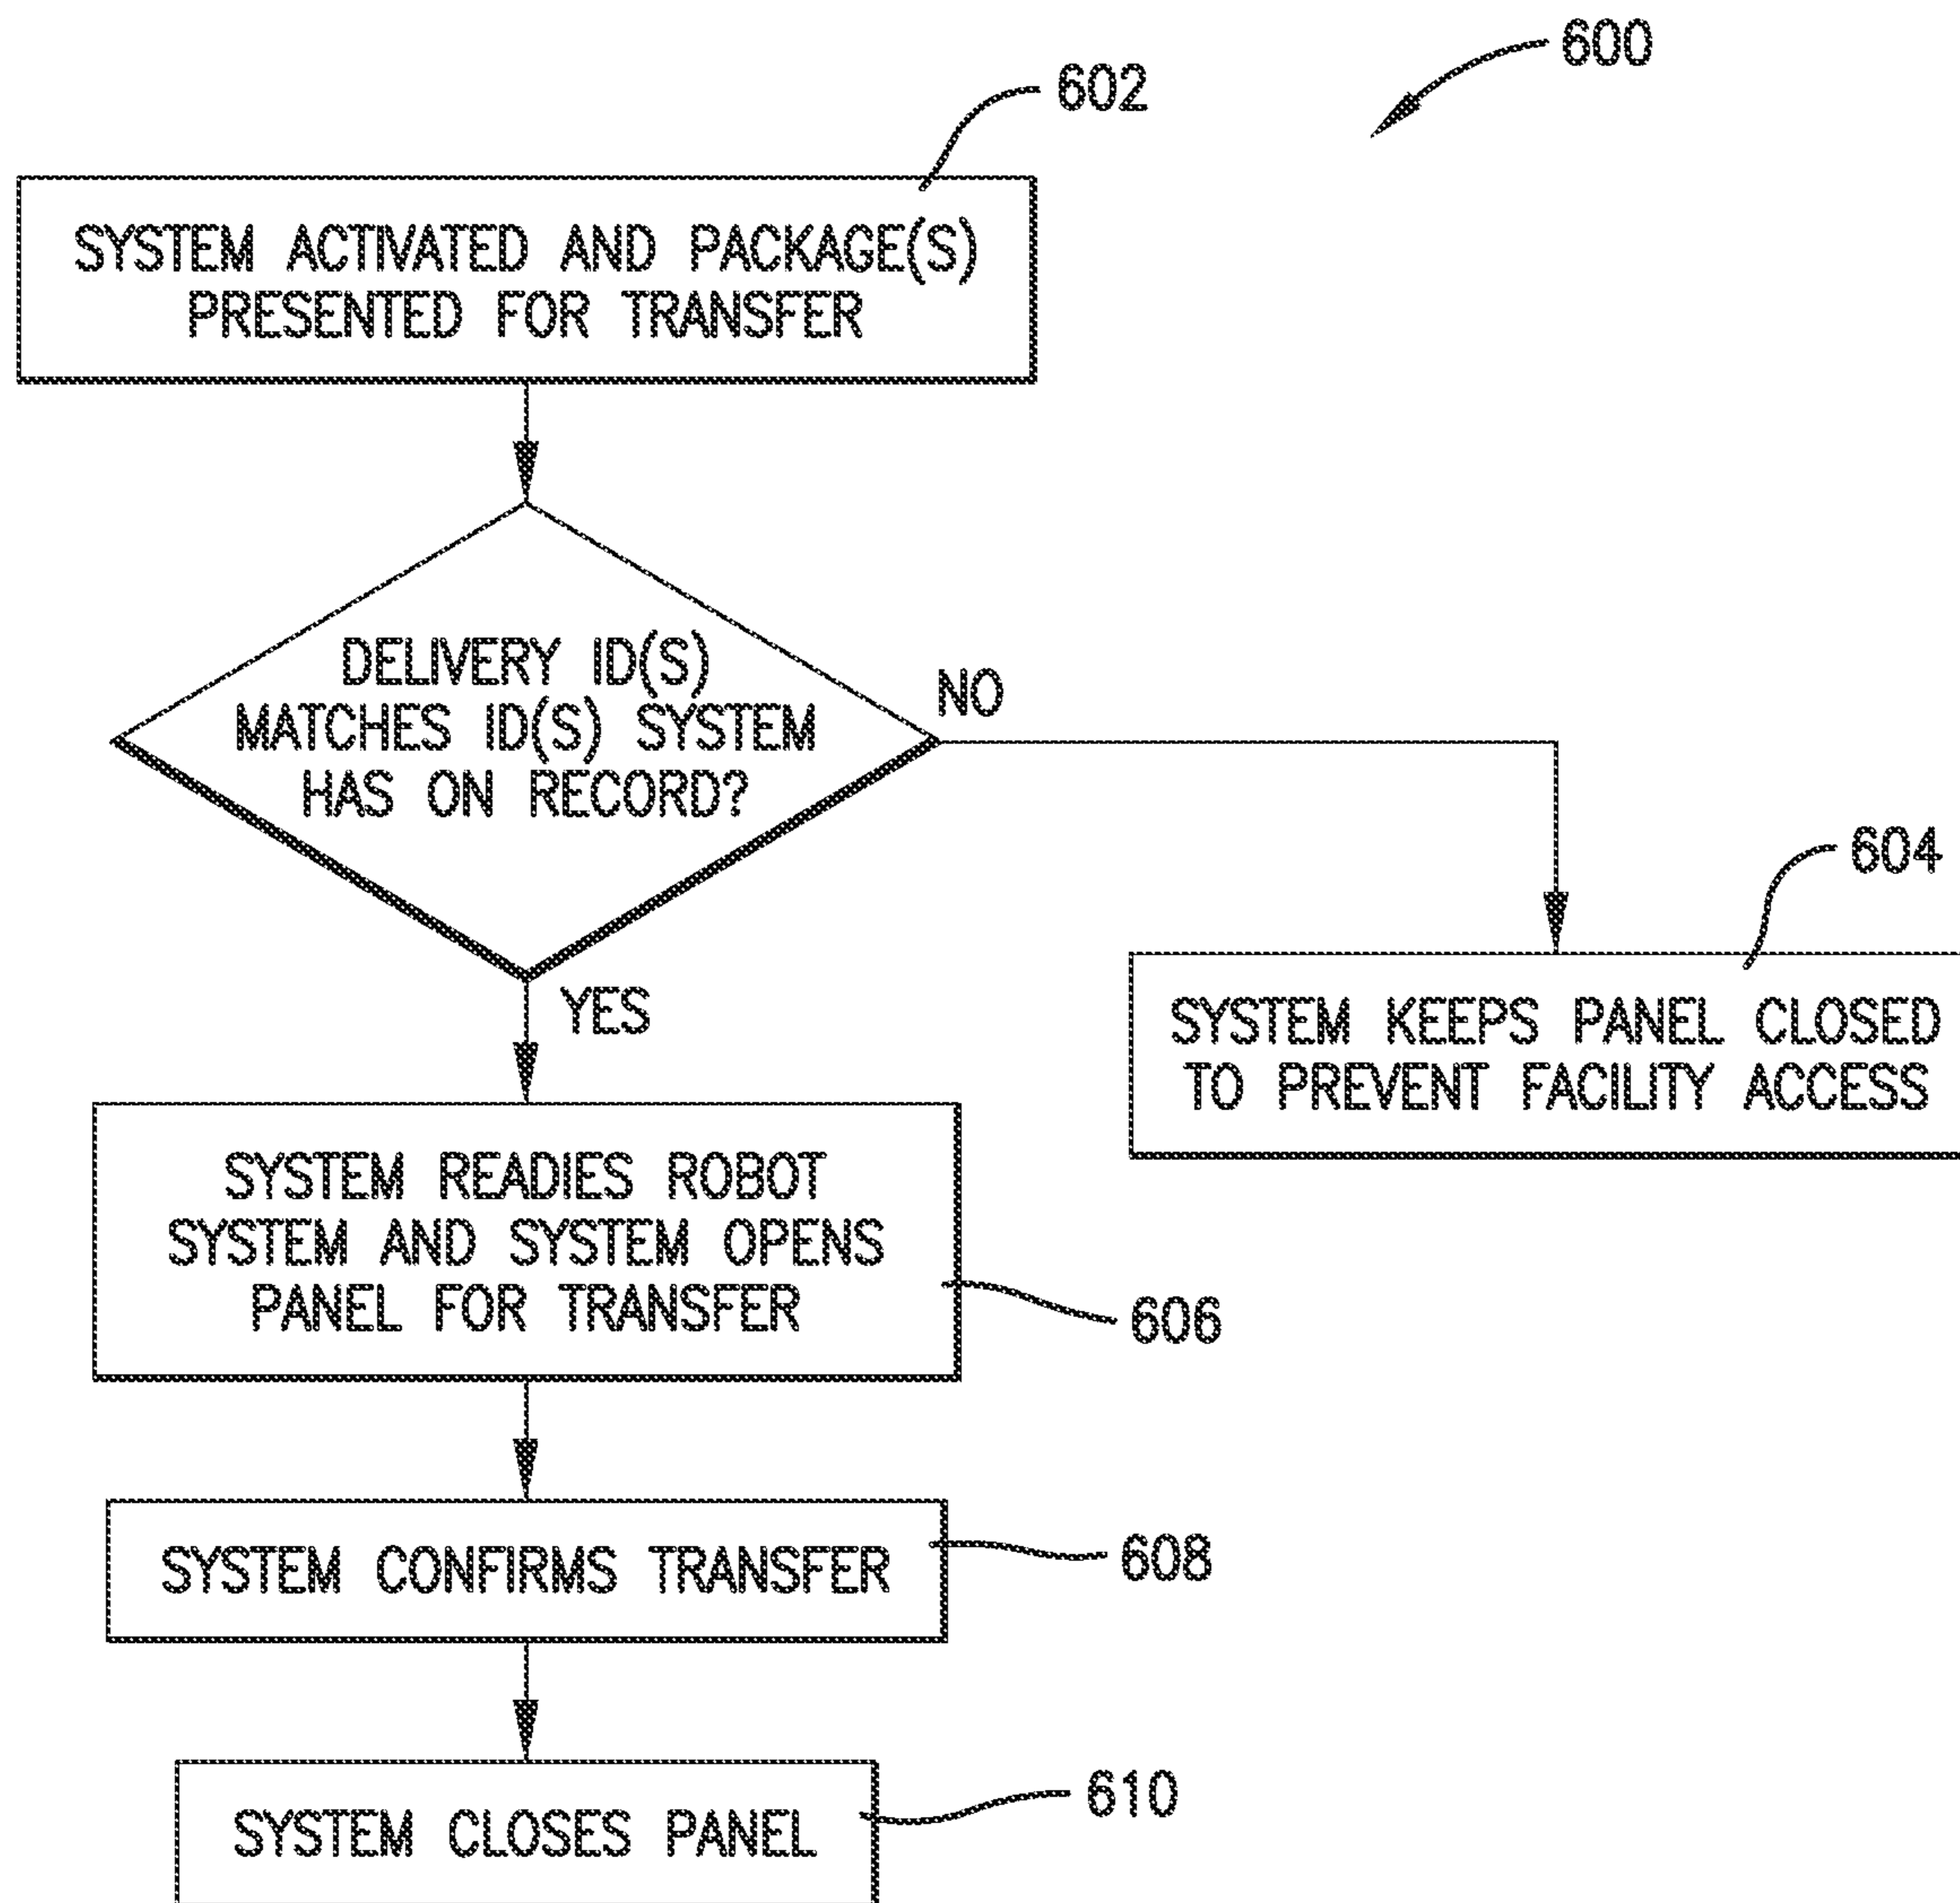 600
602
SYSTEM ACTIVATED AND PACKAGE(S)
PRESENTED FOR TRANSFER
DELIVERY ID(S)
MATCHES ID(S) SYSTEM
HAS ON RECORD?
NO
YES
604
SYSTEM KEEPS PANEL CLOSED
TO PREVENT FACILITY ACCESS
SYSTEM READIES ROBOT
SYSTEM AND SYSTEM OPENS
PANEL FOR TRANSFER
606
SYSTEM CONFIRMS TRANSFER
608
SYSTEM CLOSES PANEL
610